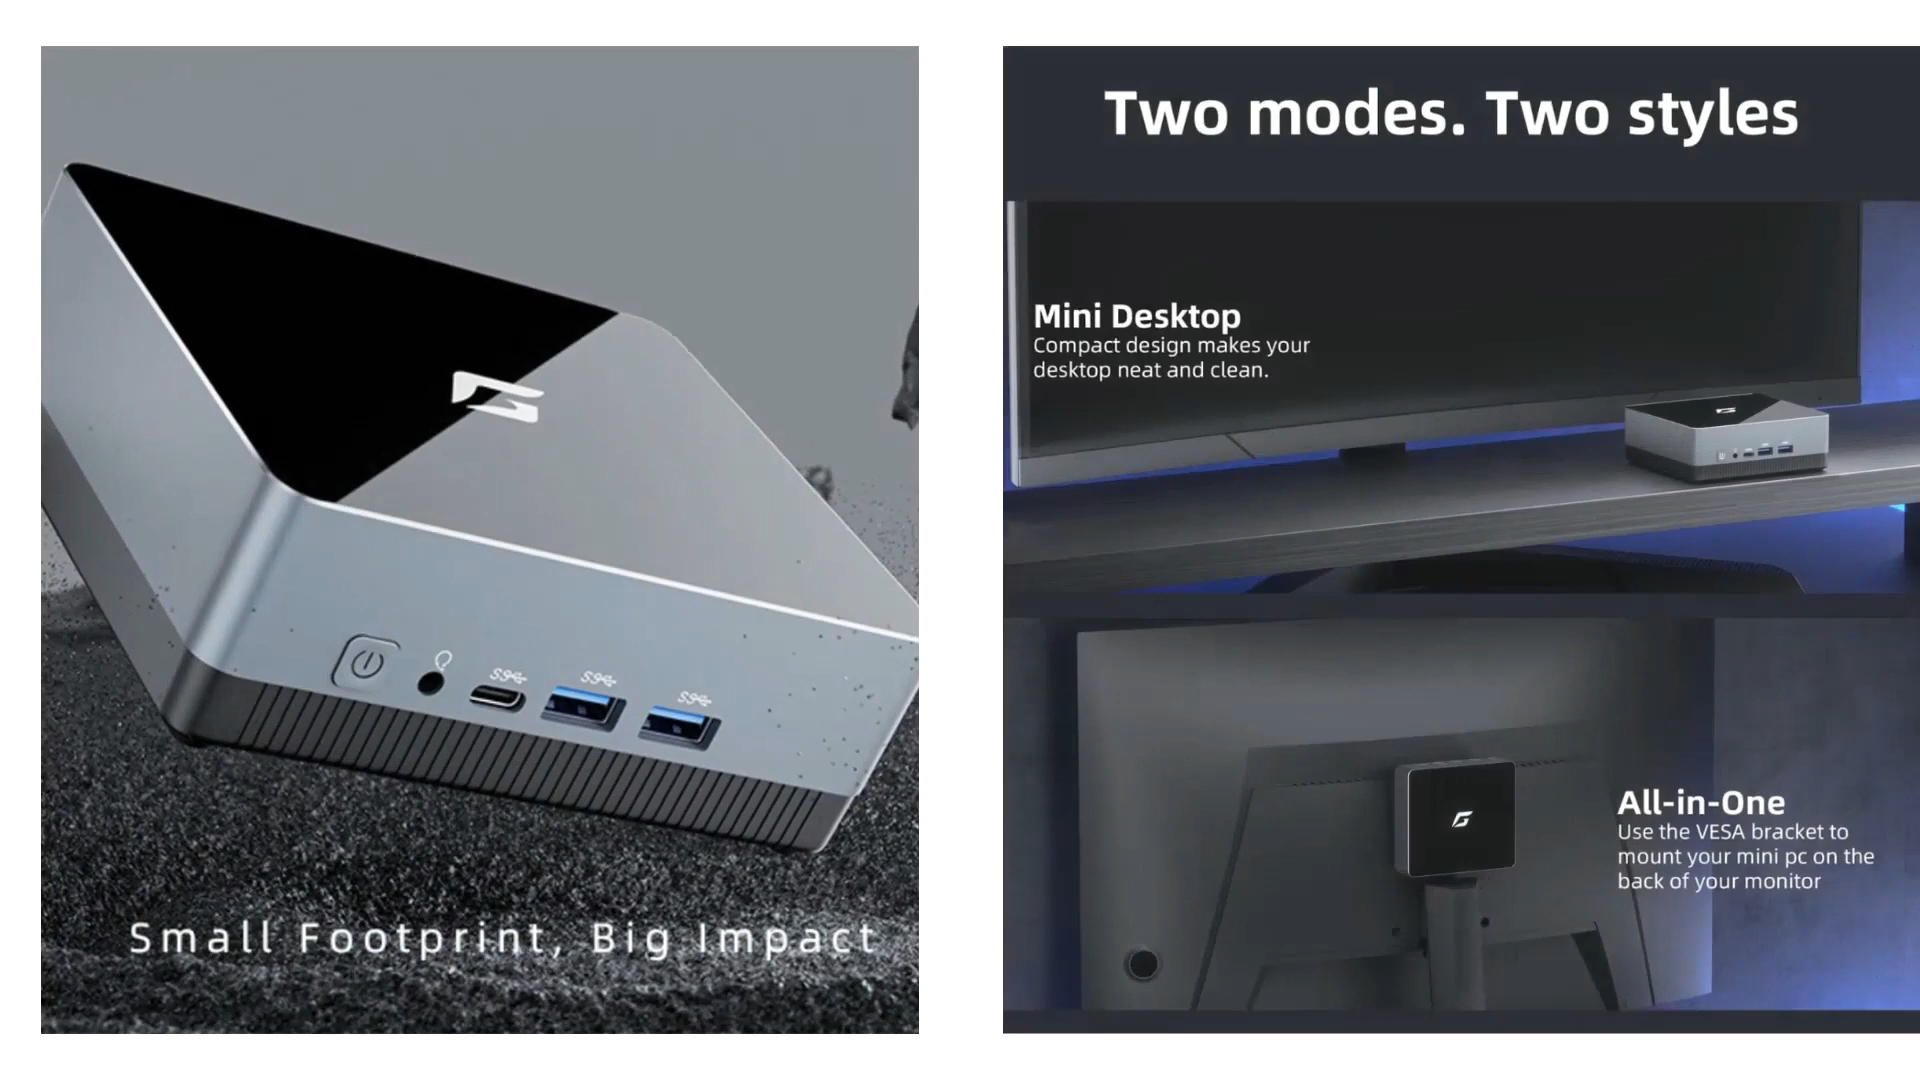 Small Footprint, Big Impact
Two modes. Two styles
Mini Desktop
Compact design makes your
desktop neat and clean.
All-in-One
Use the VESA bracket to
mount your mini pc on the
back of your monitor